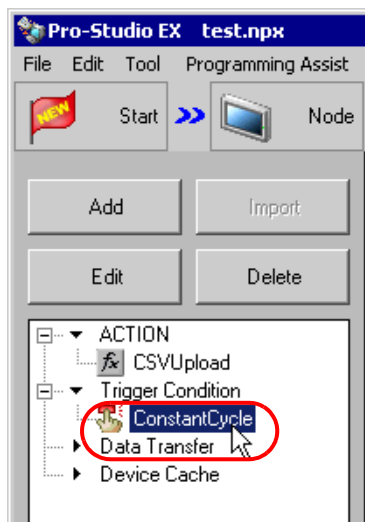 Pro-Studio EX test.npx
File Edit Tool Programming Assist
NEW Start Node
Add Import
Edit Delete
ACTION
fx CSVUpload
Trigger Condition
ConstantCycle
Data Transfer
Device Cache